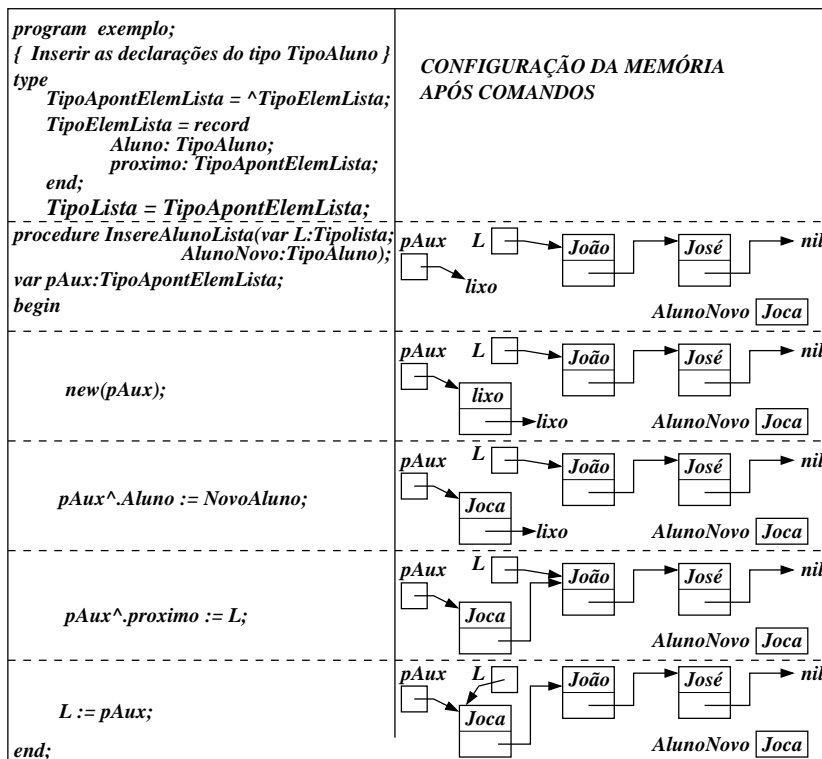 program exemplo;
{ Inserir as declarações do tipo TipoAluno }
type
TipoApontElemLista = ^TipoElemLista;
TipoElemLista = record
Aluno: TipoAluno;
proximo: TipoApontElemLista;
end;
TipoLista = TipoApontElemLista;
CONFIGURAÇÃO DA MEMÓRIA
APÓS COMANDOS
procedure InsereAlunoLista(var L:Tipolista;
AlunoNovo:TipoAluno);
var pAux:TipoApontElemLista;
begin
pAux L João José nil
lixo
AlunoNovo Joca
new(pAux);
pAux L João José nil
lixo
lixo
AlunoNovo Joca
pAux^.Aluno := NovoAluno;
pAux L João José nil
Joca
lixo
AlunoNovo Joca
pAux^.proximo := L;
pAux L João José nil
Joca
AlunoNovo Joca
L := pAux;
end;
pAux L João José nil
Joca
AlunoNovo Joca